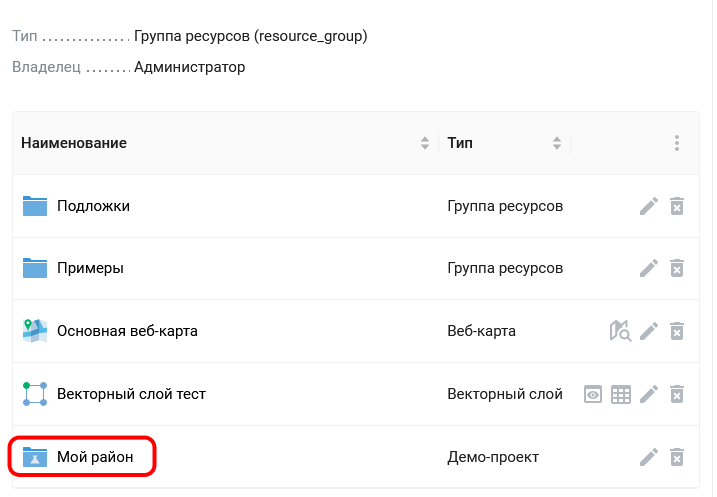 Тип ............... Группа ресурсов (resource_group)
Владелец ........ Администратор
Наименование Тип
Подложки Группа ресурсов
Примеры Группа ресурсов
Основная веб-карта Веб-карта
Векторный слой тест Векторный слой
Мой район Демо-проект